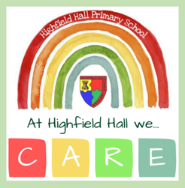 Highfield Hall Primary School
At Highfield Hall we...
C A R E